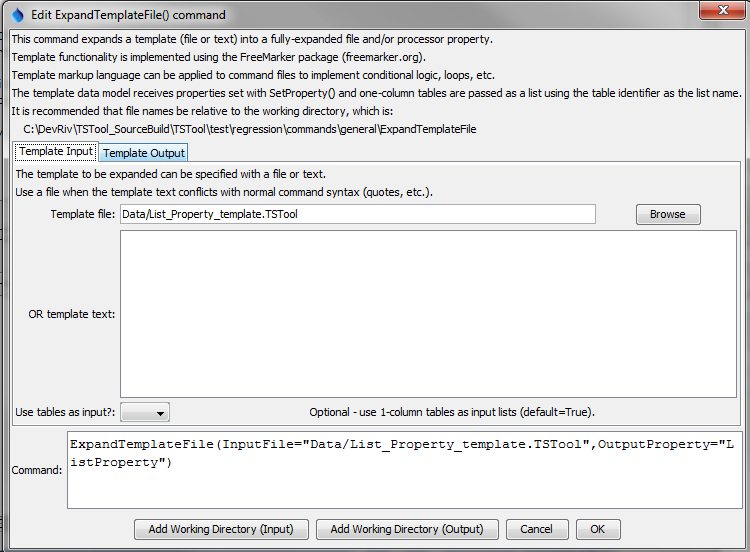 Edit ExpandTemplateFile() command
This command expands a template (file or text) into a fully-expanded file and/or processor property.
Template functionality is implemented using the FreeMarker package (freemarker.org).
Template markup language can be applied to command files to implement conditional logic, loops, etc.
The template data model receives properties set with SetProperty() and one-column tables are passed as a list using the table identifier as the list name.
It is recommended that file names be relative to the working directory, which is:
C:\DevRiv\TSTool_SourceBuild\TSTool\test\regression\commands\general\ExpandTemplateFile
Template Input Template Output
The template to be expanded can be specified with a file or text.
Use a file when the template text conflicts with normal command syntax (quotes, etc.).
Template file: Data/List_Property_template.TSTool Browse
OR template text:
Use tables as input?: Optional - use 1-column tables as input lists (default=True).
ExpandTemplateFile(InputFile="Data/List_Property_template.TSTool",OutputProperty="L
istProperty")
Command:
Add Working Directory (Input) Add Working Directory (Output) Cancel OK